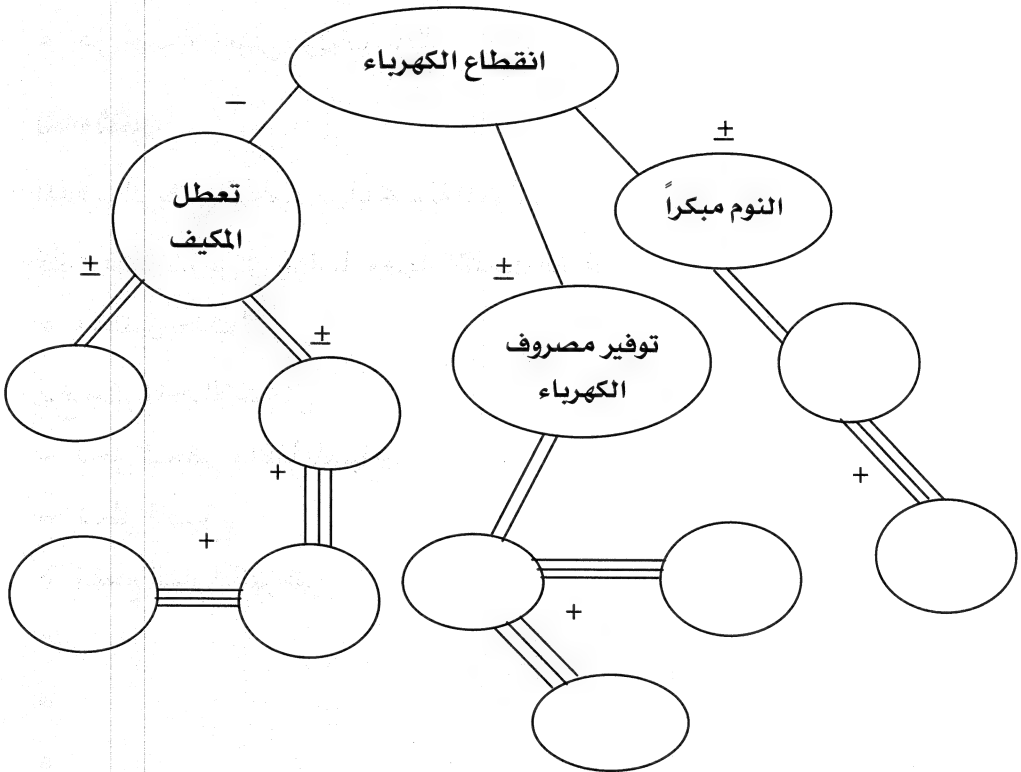 انقطاع الكهرباء
−
±
تعطل
المكيف
النوم مبكراً
±
±
±
توفير مصروف
الكهرباء
+
+
+
+